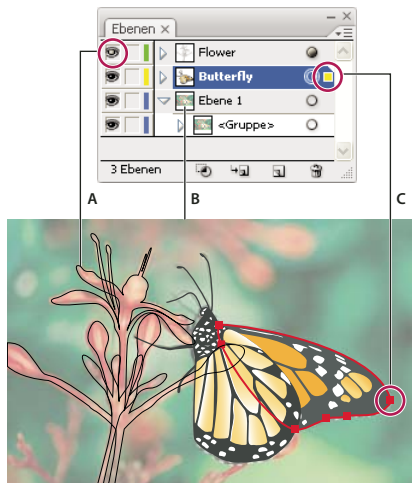 Ebenen ×
Flower
Butterfly
Ebene 1
<Gruppe>
3 Ebenen
A
B
C